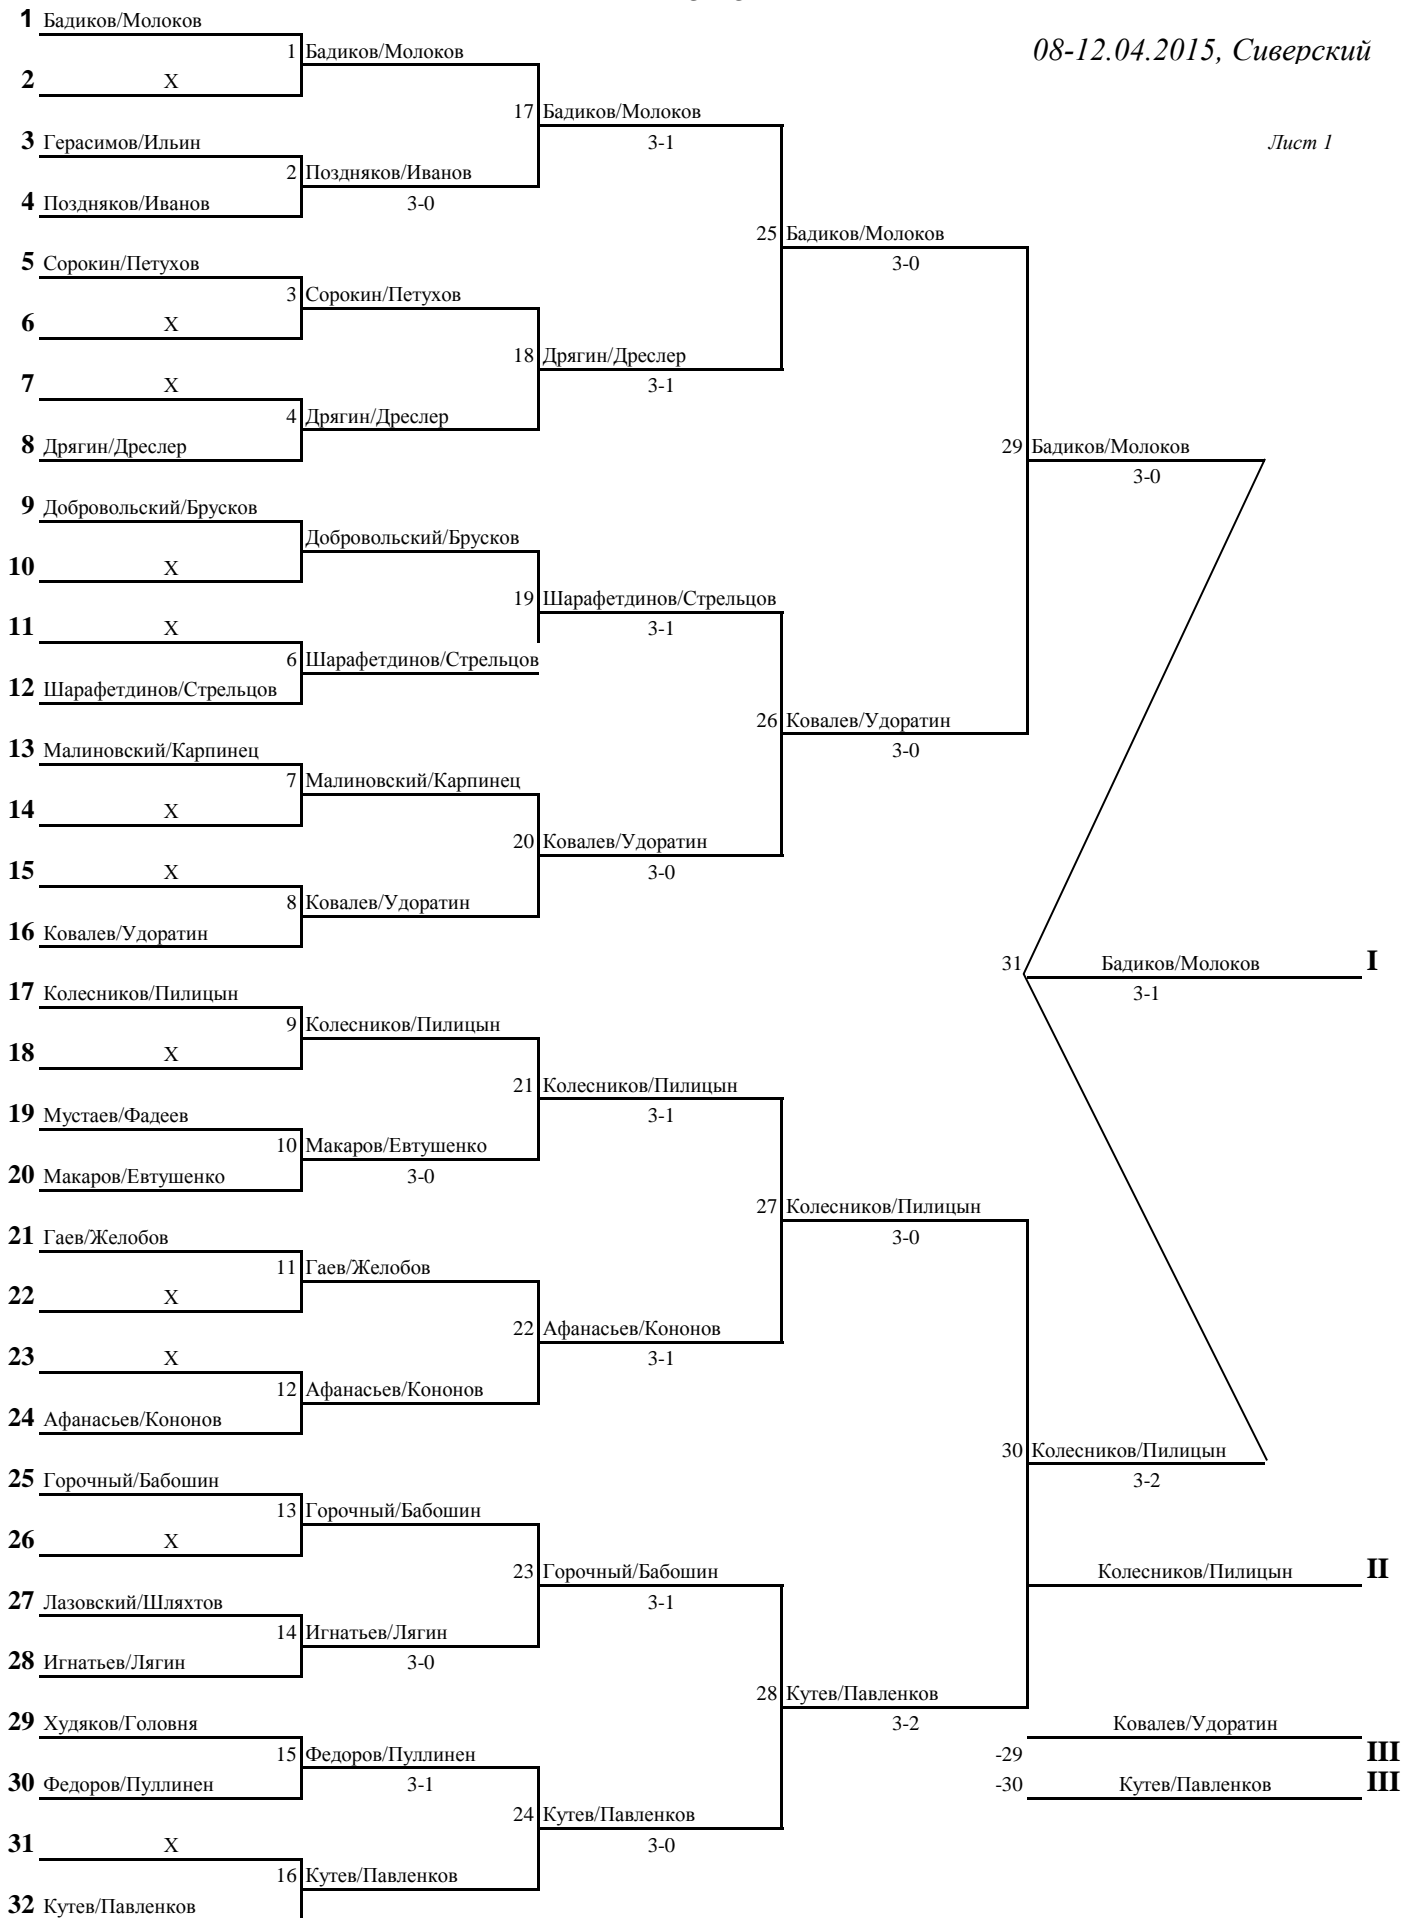 1 Бадиков/Молоков
1 Бадиков/Молоков
08-12.04.2015, Сиверский
2 X
17 Бадиков/Молоков
3 Герасимов/Ильин
3-1
Лист 1
2 Поздняков/Иванов
4 Поздняков/Иванов
3-0
25 Бадиков/Молоков
5 Сорокин/Петухов
3-0
3 Сорокин/Петухов
6 X
18 Дрягин/Дреслер
7 X
3-1
4 Дрягин/Дреслер
8 Дрягин/Дреслер
29 Бадиков/Молоков
3-0
9 Добровольский/Брусков
Добровольский/Брусков
10 X
19 Шарафетдинов/Стрельцов
11 X
3-1
6 Шарафетдинов/Стрельцов
12 Шарафетдинов/Стрельцов
26 Ковалев/Удоратин
13 Малиновский/Карпинец
3-0
7 Малиновский/Карпинец
14 X
20 Ковалев/Удоратин
15 X
3-0
8 Ковалев/Удоратин
16 Ковалев/Удоратин
31 Бадиков/Молоков I
17 Колесников/Пилицын
3-1
9 Колесников/Пилицын
18 X
21 Колесников/Пилицын
19 Мустаев/Фадеев
3-1
10 Макаров/Евтушенко
20 Макаров/Евтушенко
3-0
27 Колесников/Пилицын
21 Гаев/Желобов
3-0
11 Гаев/Желобов
22 X
22 Афанасьев/Кононов
23 X
3-1
12 Афанасьев/Кононов
24 Афанасьев/Кононов
30 Колесников/Пилицын
25 Горочный/Бабошин
3-2
13 Горочный/Бабошин
26 X
23 Горочный/Бабошин
Колесников/Пилицын II
27 Лазовский/Шляхтов
3-1
14 Игнатьев/Лягин
28 Игнатьев/Лягин
3-0
28 Кутев/Павленков
29 Худяков/Головня
3-2
Ковалев/Удоратин
15 Федоров/Пуллинен
-29 III
30 Федоров/Пуллинен
3-1
-30 Кутев/Павленков III
24 Кутев/Павленков
31 X
3-0
16 Кутев/Павленков
32 Кутев/Павленков